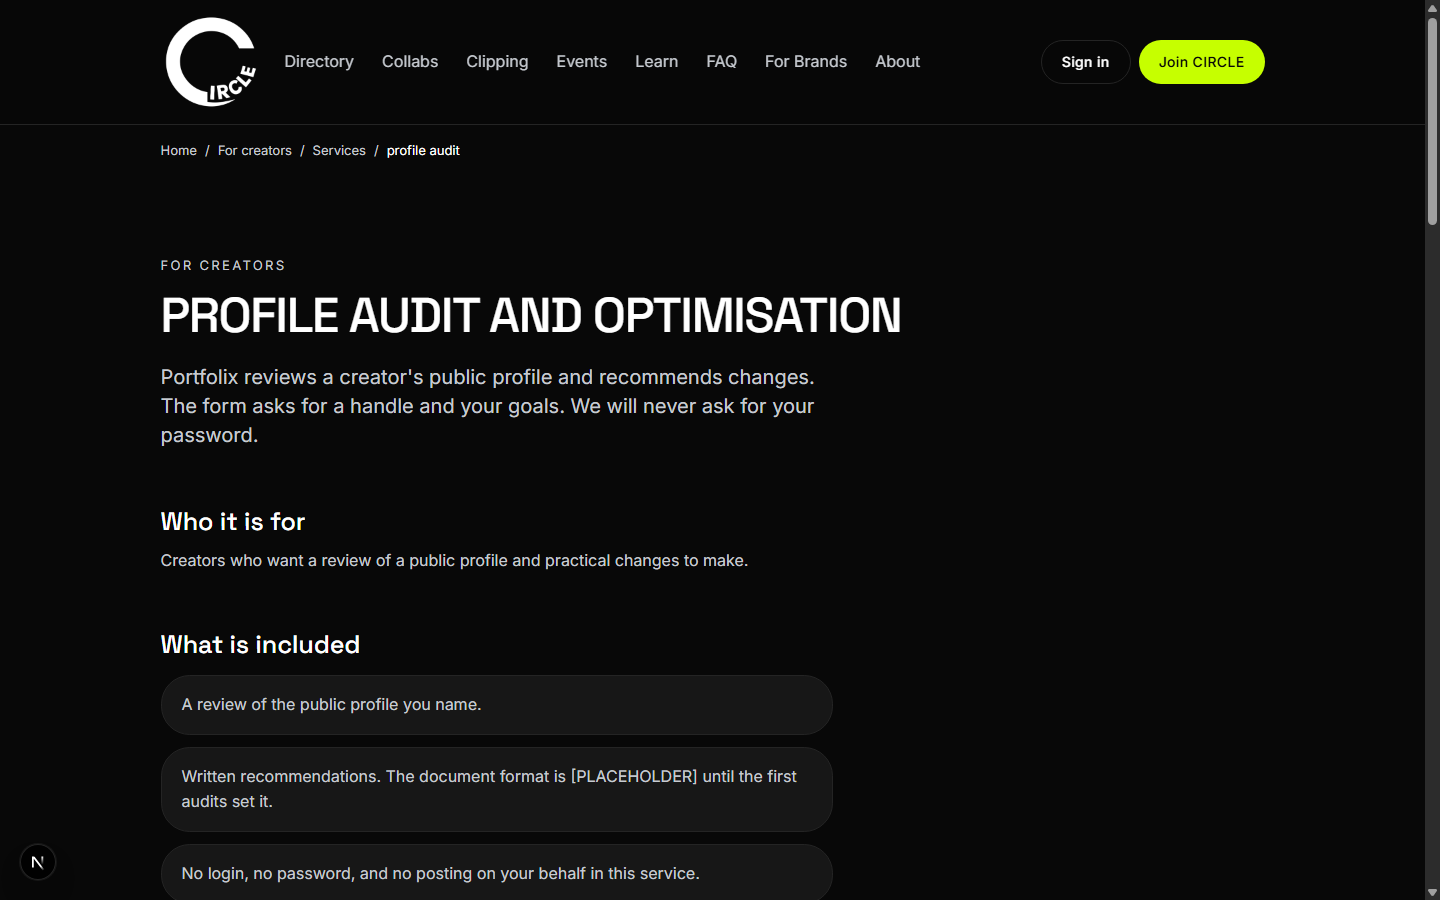 CIRCLE
Directory
Collabs
Clipping
Events
Learn
FAQ
For Brands
About
Sign in
Join CIRCLE
Home / For creators / Services / profile audit
FOR CREATORS
PROFILE AUDIT AND OPTIMISATION
Portfolix reviews a creator's public profile and recommends changes.
The form asks for a handle and your goals. We will never ask for your
password.
Who it is for
Creators who want a review of a public profile and practical changes to make.
What is included
A review of the public profile you name.
Written recommendations. The document format is [PLACEHOLDER] until the first
audits set it.
No login, no password, and no posting on your behalf in this service.
N